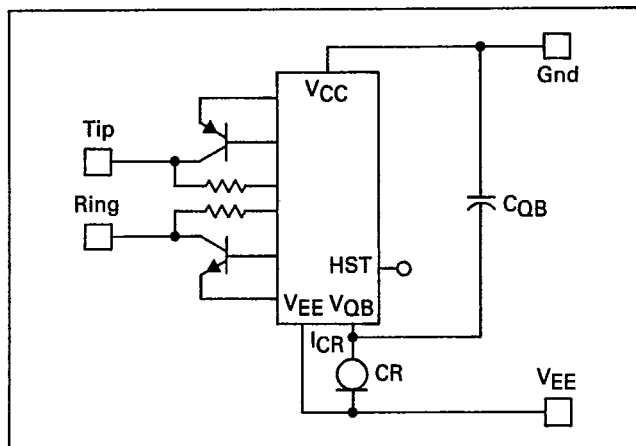 VCC
Gnd
Tip
Ring
CQB
HST
VEE VQB
ICR
CR
VEE